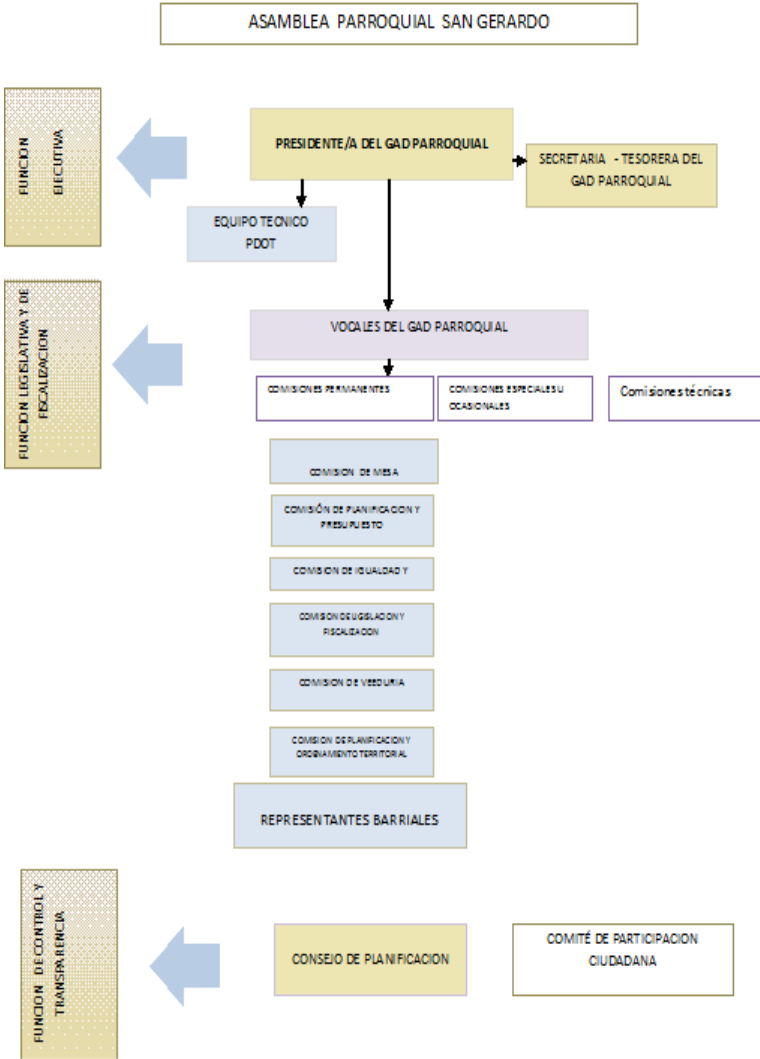 ASAMBLEA PARROQUIAL SAN GERARDO
FUNCION
EJECUTIVA
PRESIDENTE/A DEL GAD PARROQUIAL
SECRETARIA - TESORERA DEL
GAD PARROQUIAL
EQUIPO TECNICO
PDOT
FUNCION LEGISLATIVA Y DE
FISCALIZACION
VOCALES DEL GAD PARROQUIAL
COMISIONES PERMANENTES
COMISIONES ESPECIALES U
OCASIONALES
Comisiones técnicas
COMISION DE MESA
COMISIÓN DE PLANIFICACION Y
PRESUPUESTO
COMISION DE IGUALDAD Y
COMISION DE LIGISLACION Y
FISCALIZACION
COMISION DE VEEDURIA
COMISION DE PLANIFICACION Y
ORDENAMIENTO TERRITORIAL
REPRESENTANTES BARRIALES
FUNCION DE CONTROL Y
TRANSPARENCIA
CONSEJO DE PLANIFICACION
COMITÉ DE PARTICIPACION
CIUDADANA